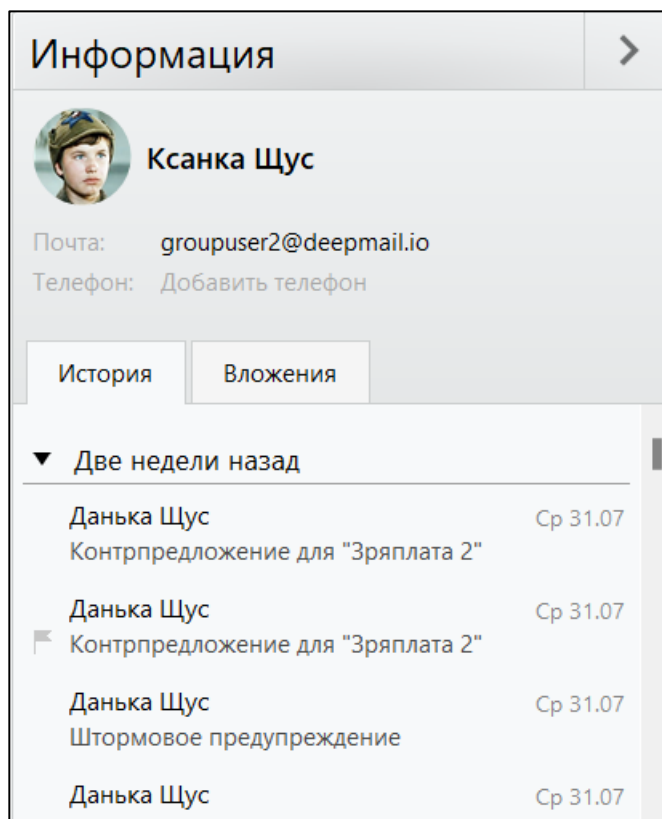 Информация
Ксанка Щус
Почта: groupuser2@deepmail.io
Телефон: Добавить телефон
История Вложения
Две недели назад
Данька Щус Ср 31.07
Контрпредложение для "Зряплата 2"
Данька Щус Ср 31.07
Контрпредложение для "Зряплата 2"
Данька Щус Ср 31.07
Штормовое предупреждение
Данька Щус Ср 31.07